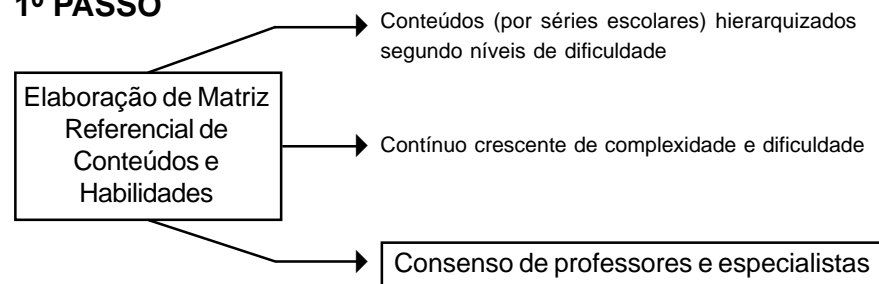 1º PASSO
Conteúdos (por séries escolares) hierarquizados
segundo níveis de dificuldade
Elaboração de Matriz
Referencial de
Conteúdos e
Habilidades
Contínuo crescente de complexidade e dificuldade
Consenso de professores e especialistas